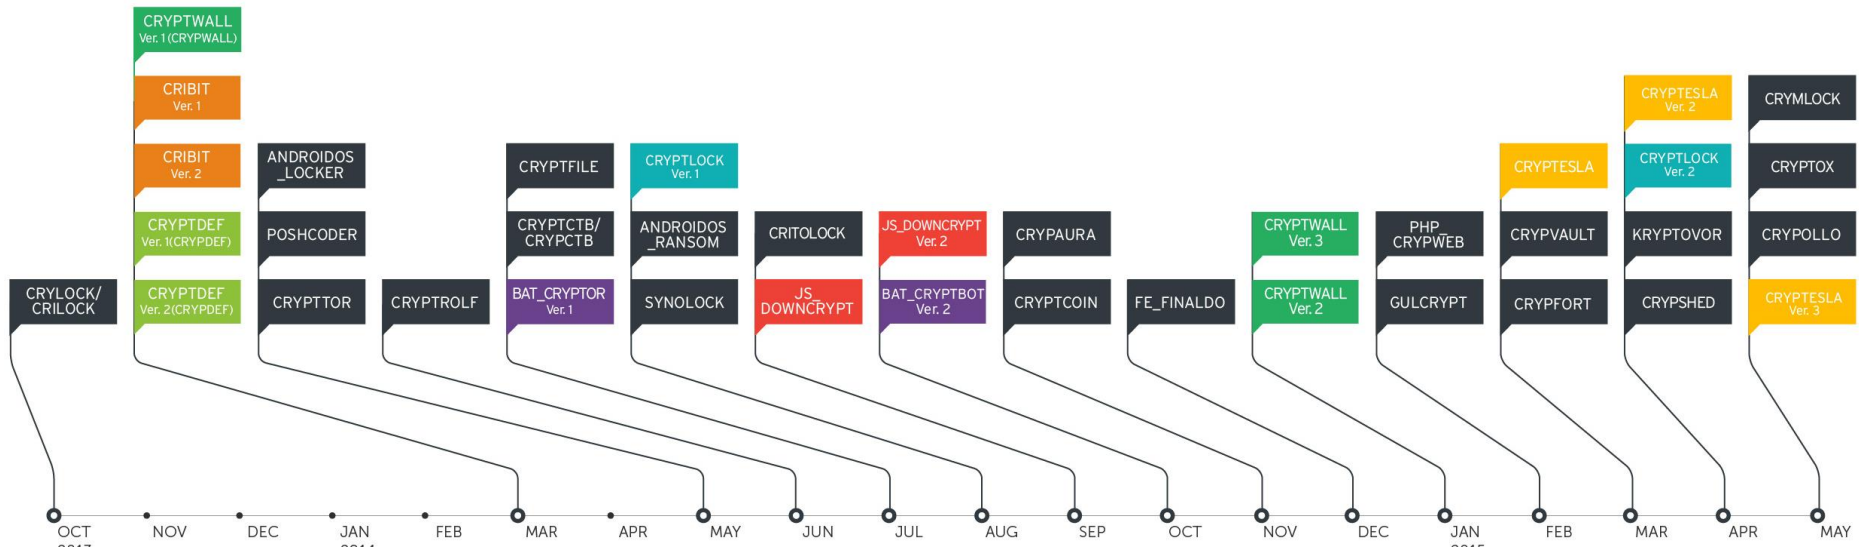 CRYPTWALL
Ver. 1 (CRYPWALL)
CRIBIT
Ver. 1
CRIBIT
Ver. 2
CRYPTDEF
Ver. 1(CRYPDEF)
CRYPTDEF
Ver. 2(CRYPDEF)
CRYLOCK/
CRILOCK
ANDROIDOS
_LOCKER
POSHCODER
CRYPTTOR
CRYPTROLF
CRYPTFILE
CRYPTCTB/
CRYPCTB
BAT_CRYPTOR
Ver. 1
CRYPTLOCK
Ver. 1
ANDROIDOS
_RANSOM
SYNOLOCK
CRITOLOCK
JS_
DOWNCRYPT
JS_DOWNCRYPT
Ver. 2
BAT_CRYPTBOT
Ver. 2
CRYPAURA
CRYPTCOIN
FE_FINALDO
CRYPTWALL
Ver. 3
CRYPTWALL
Ver. 2
PHP_
CRYPWEB
GULCRYPT
CRYPTESLA
CRYPVAULT
CRYPFORT
CRYPTESLA
Ver. 2
CRYPTLOCK
Ver. 2
KRYPTOVOR
CRYPSHED
CRYMLOCK
CRYPTOX
CRYPOLLO
CRYPTESLA
Ver. 3
OCT NOV DEC JAN FEB MAR APR MAY JUN JUL AUG SEP OCT NOV DEC JAN FEB MAR APR MAY